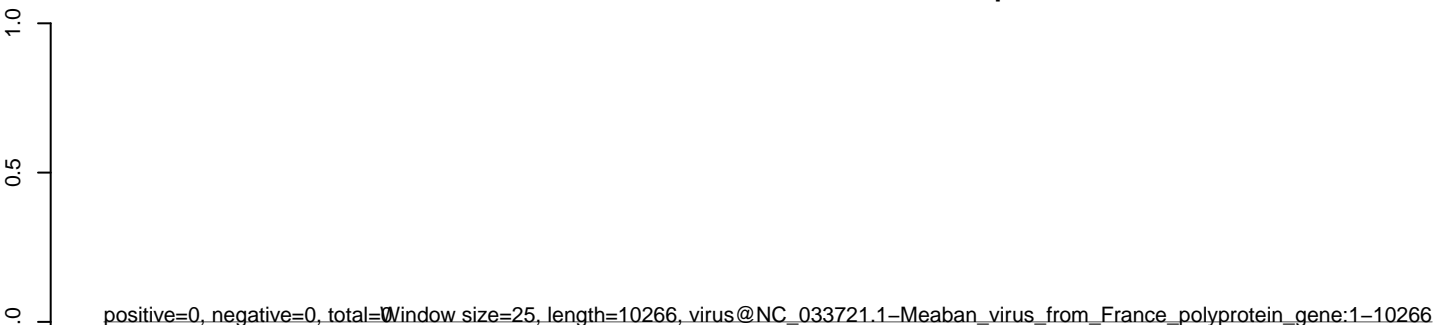 1.0
0.5
.0
positive=0, negative=0, total=0
Window size=25, length=10266, virus@NC_033721.1−Meaban_virus_from_France_polyprotein_gene:1−10266